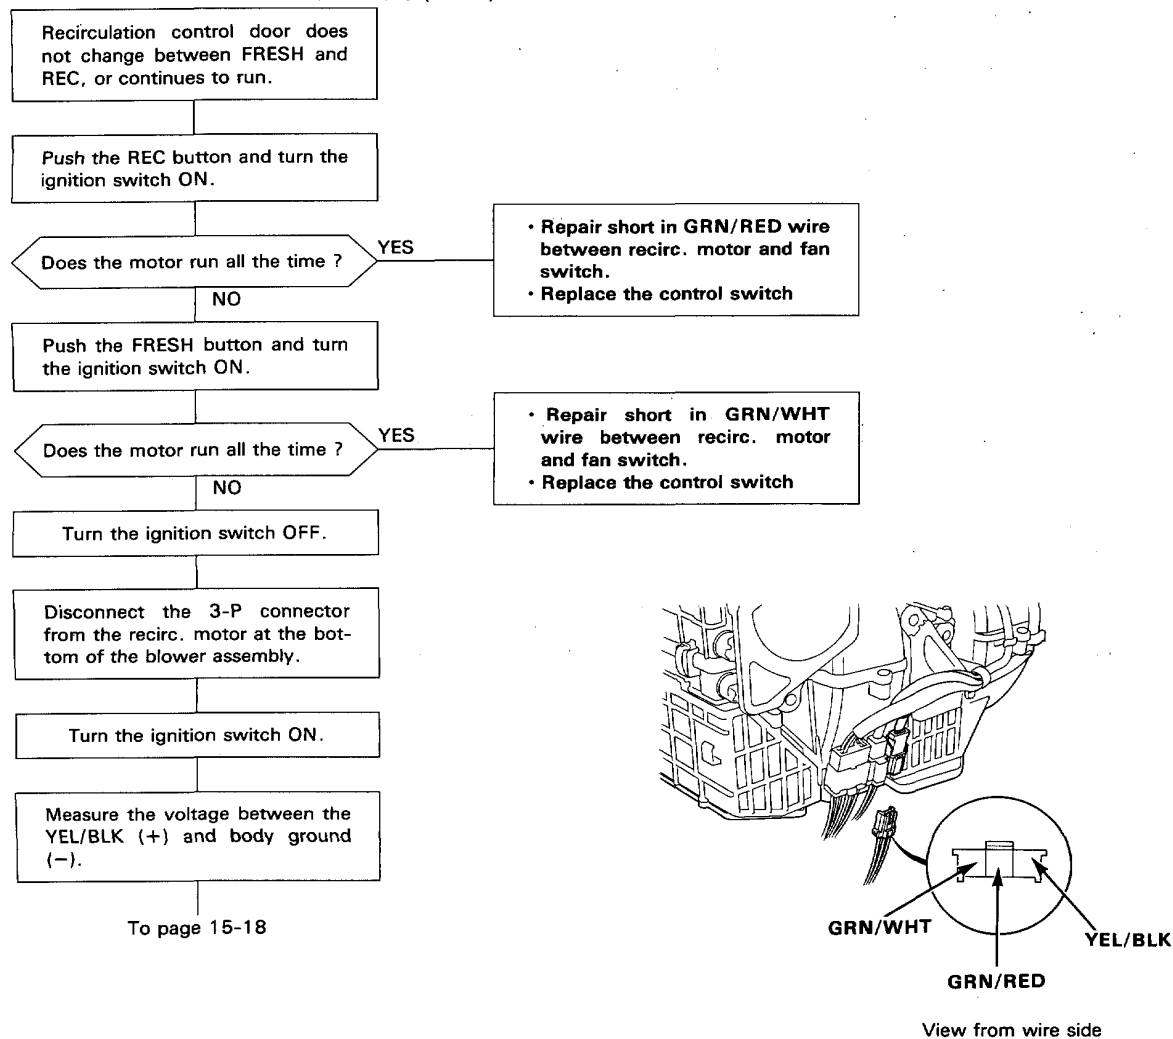 Recirculation control door does
not change between FRESH and
REC, or continues to run.
Push the REC button and turn the
ignition switch ON.
Does the motor run all the time ?
YES
· Repair short in GRN/RED wire
between recirc. motor and fan
switch.
· Replace the control switch
NO
Push the FRESH button and turn
the ignition switch ON.
Does the motor run all the time ?
YES
· Repair short in GRN/WHT
wire between recirc. motor
and fan switch.
· Replace the control switch
NO
Turn the ignition switch OFF.
Disconnect the 3-P connector
from the recirc. motor at the bot-
tom of the blower assembly.
Turn the ignition switch ON.
Measure the voltage between the
YEL/BLK (+) and body ground
(−).
To page 15-18
GRN/WHT
YEL/BLK
GRN/RED
View from wire side